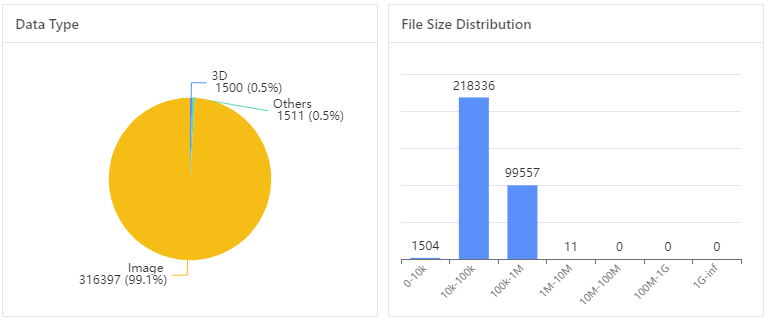 Data Type
3D
1500 (0.5%)
Others
1511 (0.5%)
Image
316397 (99.1%)
File Size Distribution
218336
99557
1504
11
0
0
0
0-10k
10k-100k
100k-1M
1M-10M
10M-100M
100M-1G
1G-inf